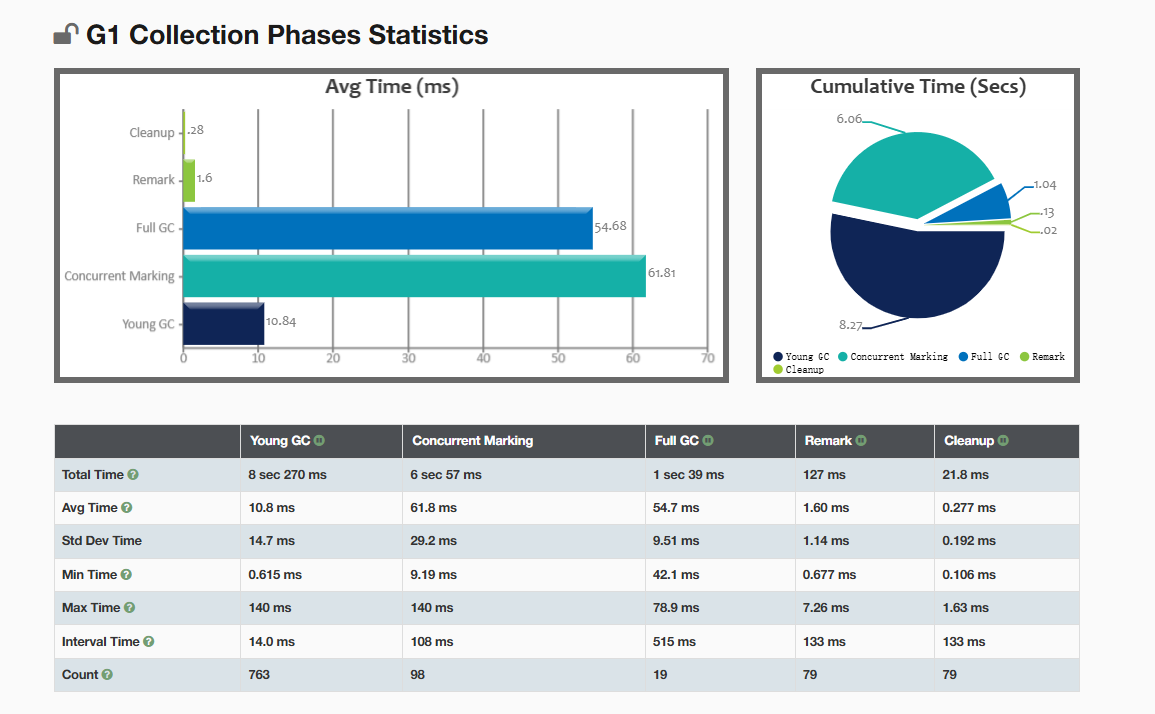 G1 Collection Phases Statistics
Avg Time (ms)
Cleanup .28
Remark 1.6
Full GC 54.68
Concurrent Marking 61.81
Young GC 10.84
0 10 20 30 40 50 60 70
Cumulative Time (Secs)
6.06
1.04
.13
.02
8.27
Young GC Concurrent Marking Full GC Remark
Cleanup
Young GC Concurrent Marking Full GC Remark Cleanup
Total Time 8 sec 270 ms 6 sec 57 ms 1 sec 39 ms 127 ms 21.8 ms
Avg Time 10.8 ms 61.8 ms 54.7 ms 1.60 ms 0.277 ms
Std Dev Time 14.7 ms 29.2 ms 9.51 ms 1.14 ms 0.192 ms
Min Time 0.615 ms 9.19 ms 42.1 ms 0.677 ms 0.106 ms
Max Time 140 ms 140 ms 78.9 ms 7.26 ms 1.63 ms
Interval Time 14.0 ms 108 ms 515 ms 133 ms 133 ms
Count 763 98 19 79 79